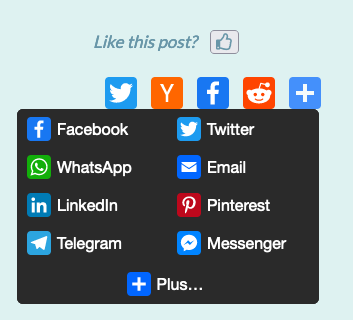 Like this post?
Facebook Twitter
WhatsApp Email
LinkedIn Pinterest
Telegram Messenger
Plus...